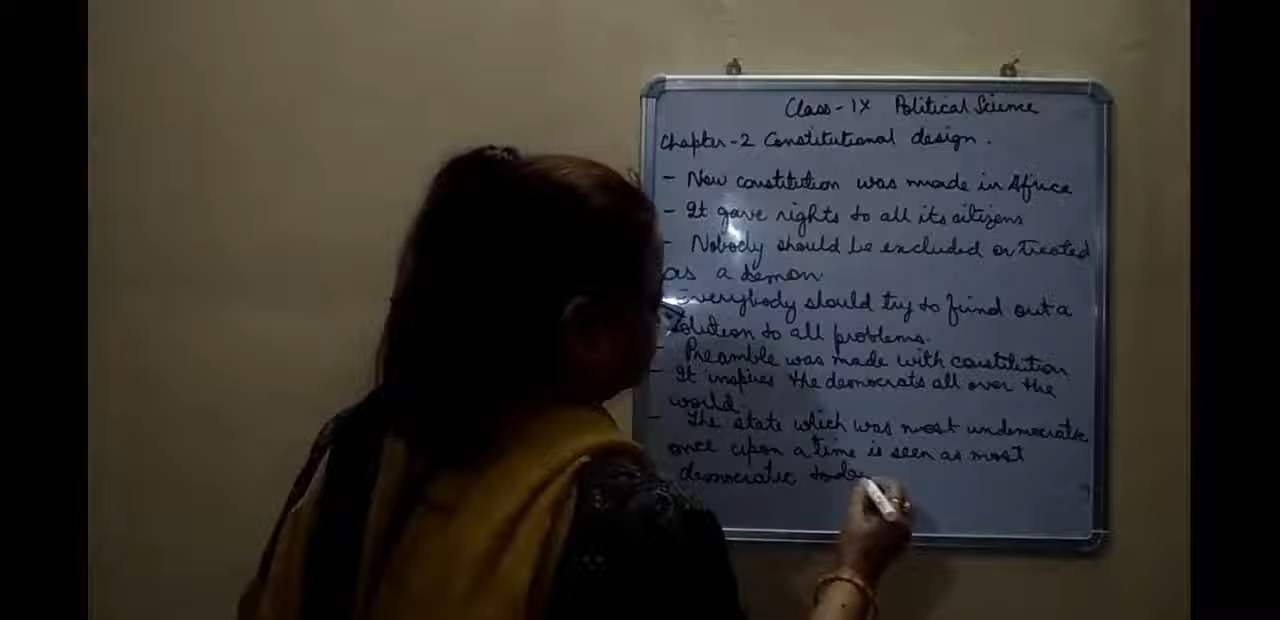 Class - IX Political Science
Chapter - 2 Constitutional design.
- New constitution was made in Africa
- It gave rights to all its citizens
- Nobody should be excluded or treated
as a demon.
- Everybody should try to find out a
solution to all problems.
- Preamble was made with constitution
- It inspires the democrats all over the
world.
- The state which was most undemocratic
once upon a time is seen as most
democratic today